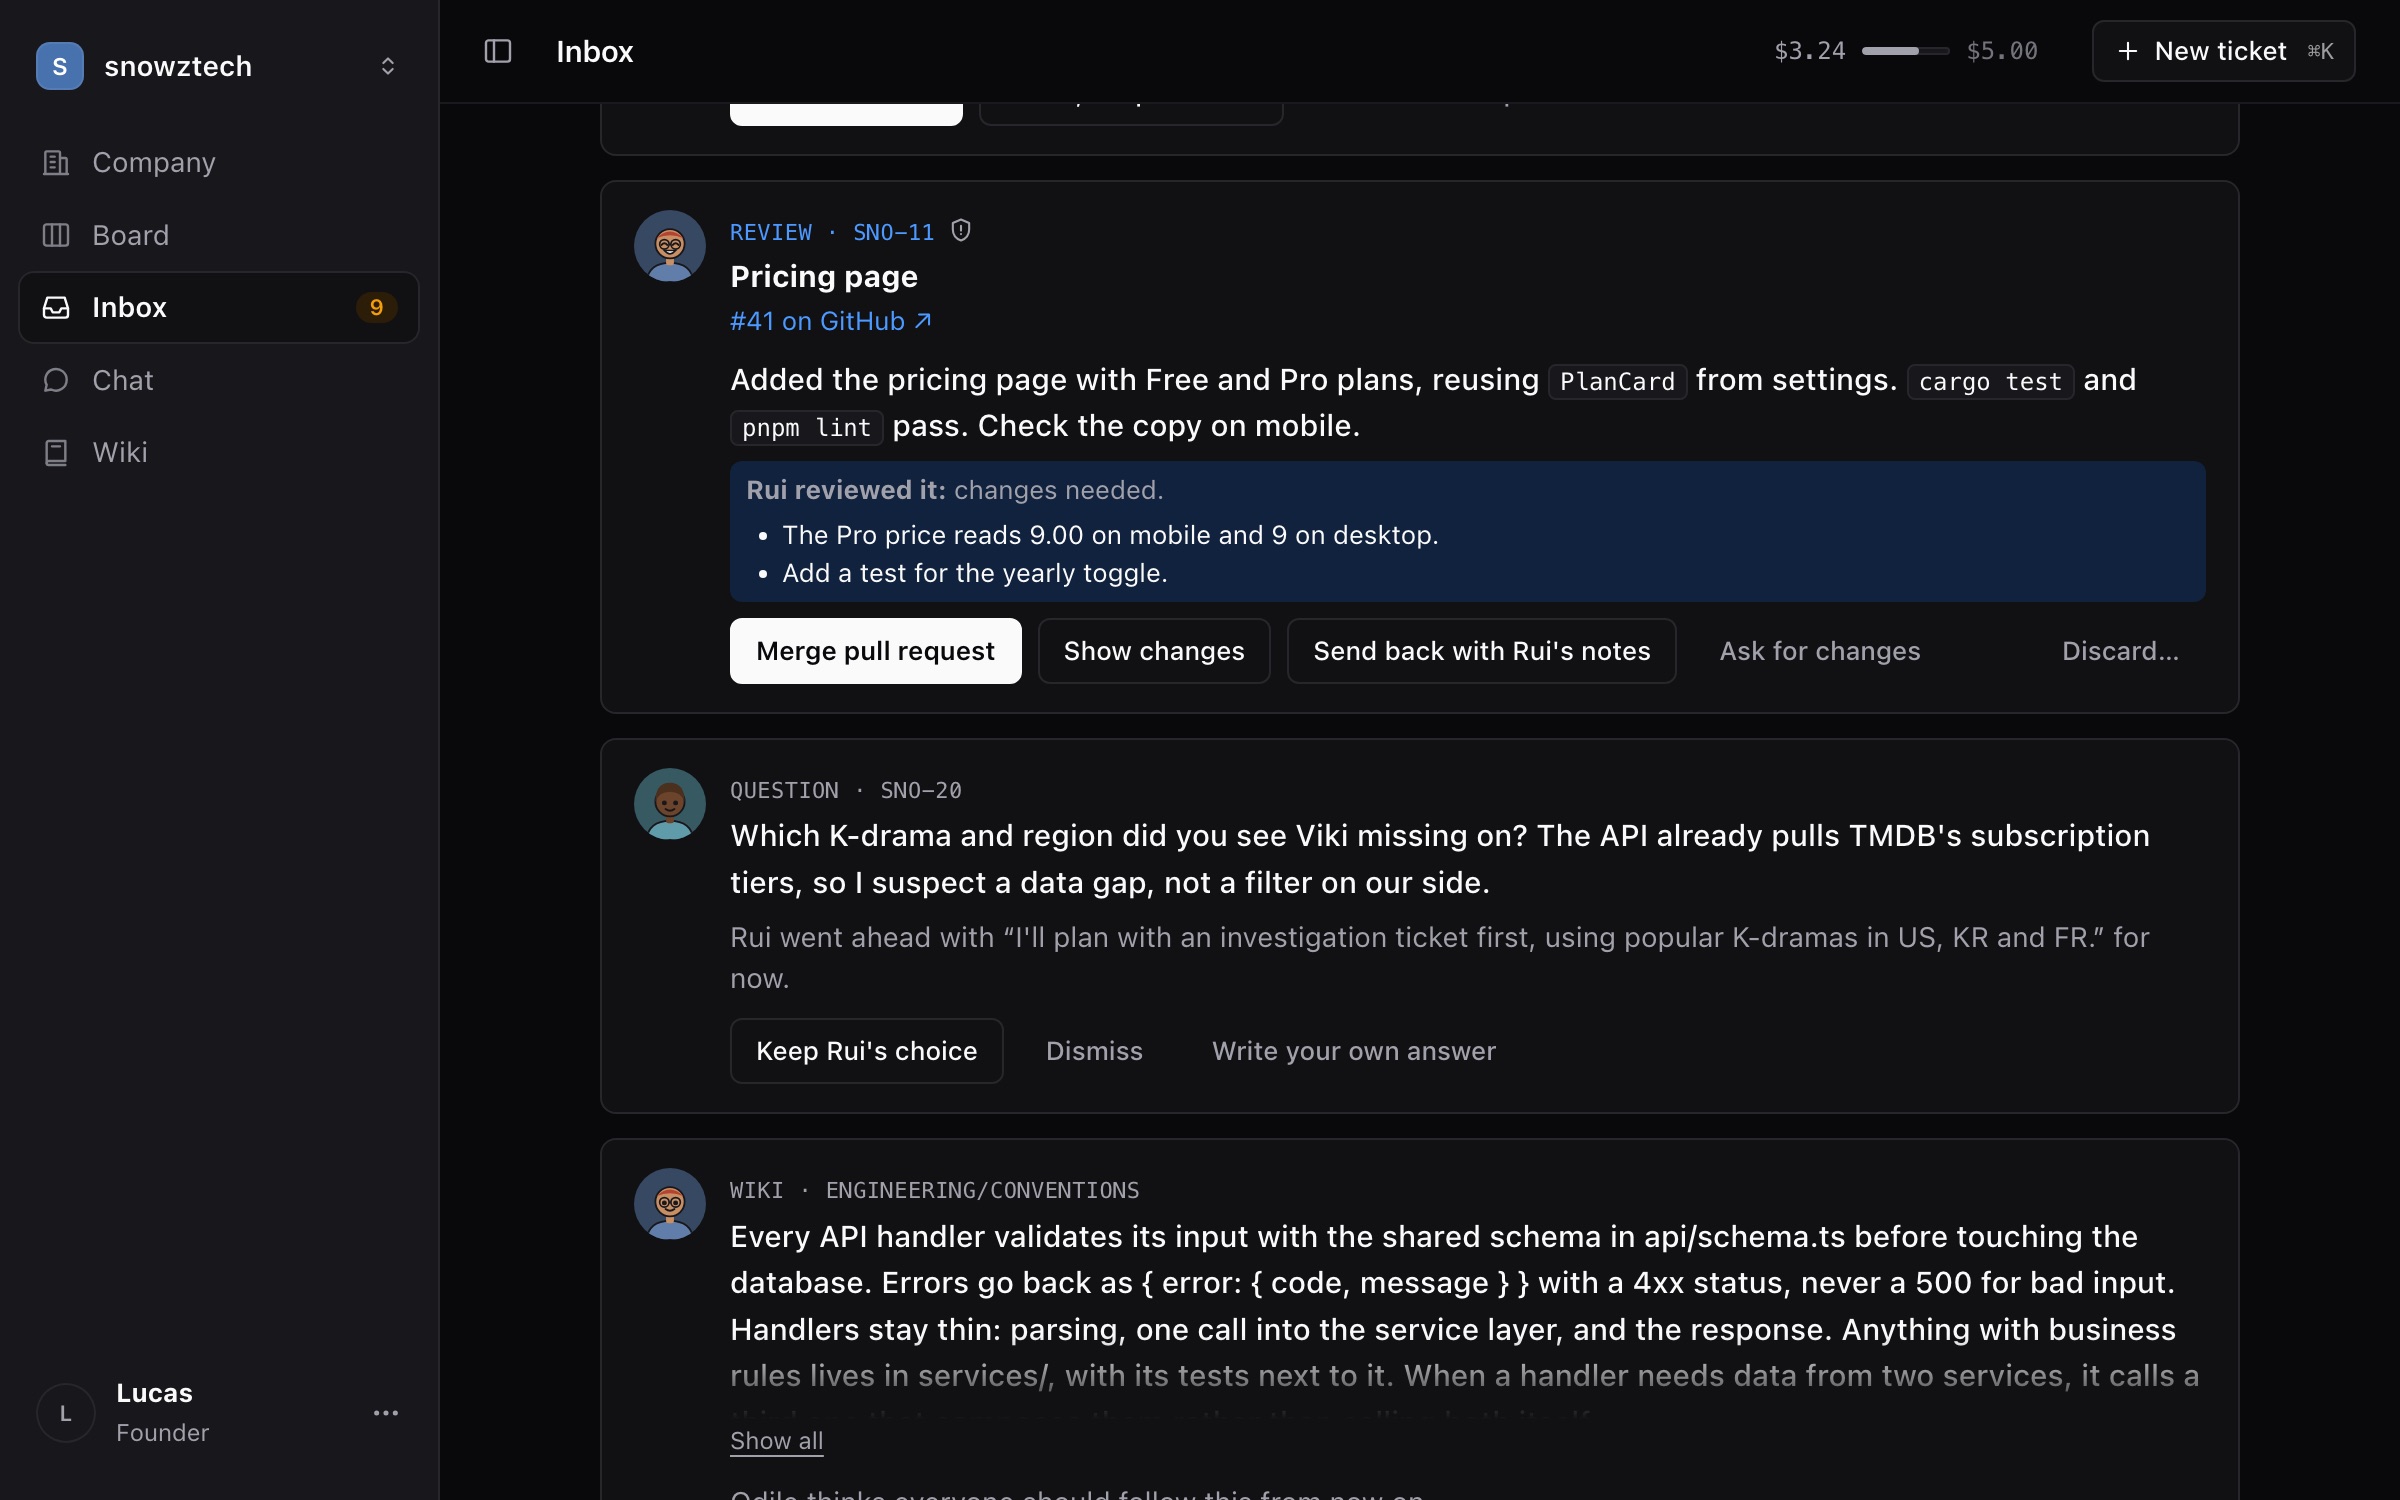 S snowztech
Company
Board
Inbox 9
Chat
Wiki
L
Lucas
Founder
Inbox
$3.24 $5.00
+ New ticket ⌘K
REVIEW · SNO-11
Pricing page
#41 on GitHub ↗
Added the pricing page with Free and Pro plans, reusing PlanCard from settings. cargo test and
pnpm lint pass. Check the copy on mobile.
Rui reviewed it: changes needed.
• The Pro price reads 9.00 on mobile and 9 on desktop.
• Add a test for the yearly toggle.
Merge pull request Show changes Send back with Rui's notes Ask for changes Discard...
QUESTION · SNO-20
Which K-drama and region did you see Viki missing on? The API already pulls TMDB's subscription
tiers, so I suspect a data gap, not a filter on our side.
Rui went ahead with “I'll plan with an investigation ticket first, using popular K-dramas in US, KR and FR.” for
now.
Keep Rui's choice Dismiss Write your own answer
WIKI · ENGINEERING/CONVENTIONS
Every API handler validates its input with the shared schema in api/schema.ts before touching the
database. Errors go back as { error: { code, message } } with a 4xx status, never a 500 for bad input.
Handlers stay thin: parsing, one call into the service layer, and the response. Anything with business
rules lives in services/, with its tests next to it. When a handler needs data from two services, it calls a
Show all
Odile thinks everyone should follow this from now on